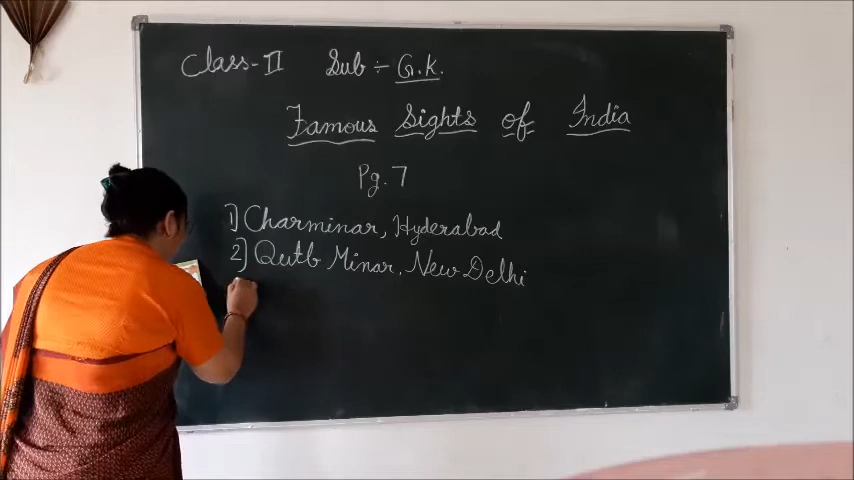 Class-II Sub ÷ G.K.
Famous Sights of India
Pg. 7
1] Charminar, Hyderabad
2] Qutb Minar, New Delhi